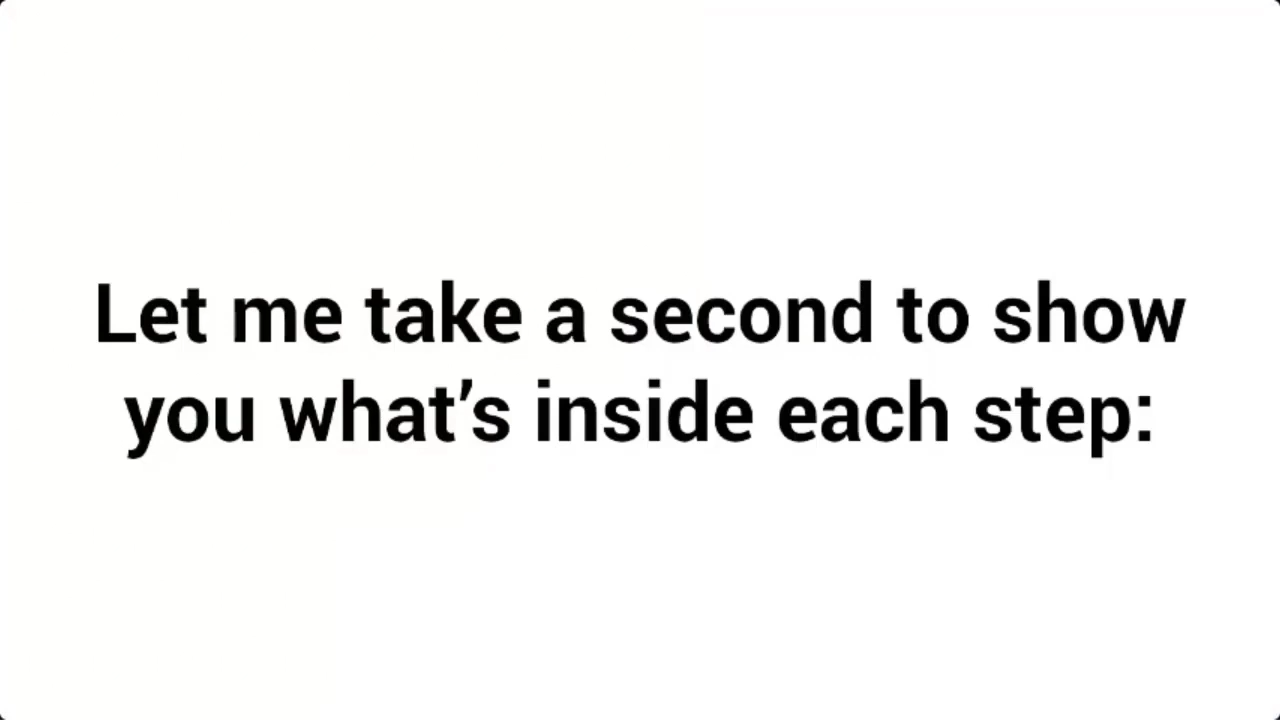 Let me take a second to show
you what’s inside each step: